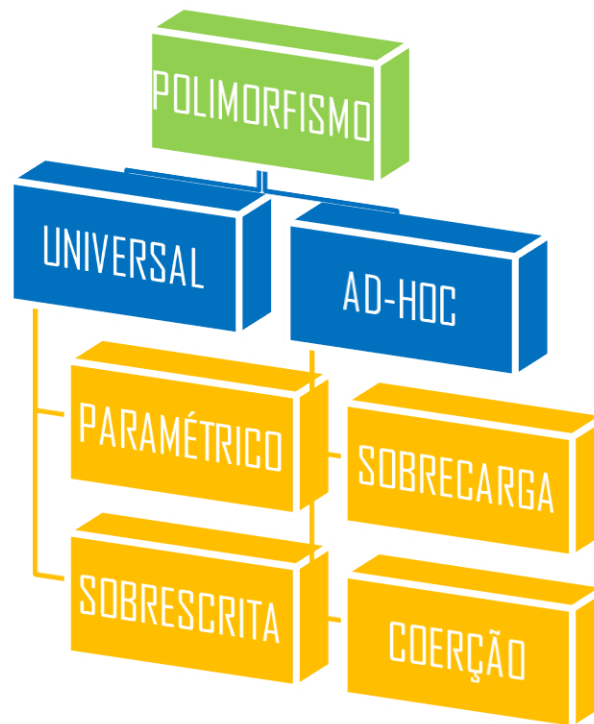 POLIMORFISMO
UNIVERSAL
AD-HOC
PARAMÉTRICO
SOBRECARGA
SOBRESCRITA
COERÇÃO